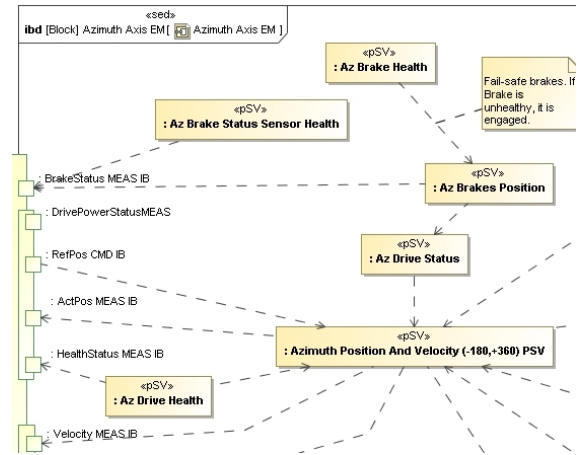 «sed»
ibd [Block] Azimuth Axis EM[ Azimuth Axis EM ]
«pSV»
: Az Brake Health
Fail-safe brakes. If
Brake is
unhealthy, it is
engaged.
«pSV»
: Az Brake Status Sensor Health
«pSV»
: Az Brakes Position
: BrakeStatus MEAS IB
: DrivePowerStatusMEAS
«pSV»
: Az Drive Status
: RefPos CMD IB
: ActPos MEAS IB
«pSV»
: Azimuth Position And Velocity (-180,+360) PSV
: HealthStatus MEAS IB
«pSV»
: Az Drive Health
: Velocity MEAS IB